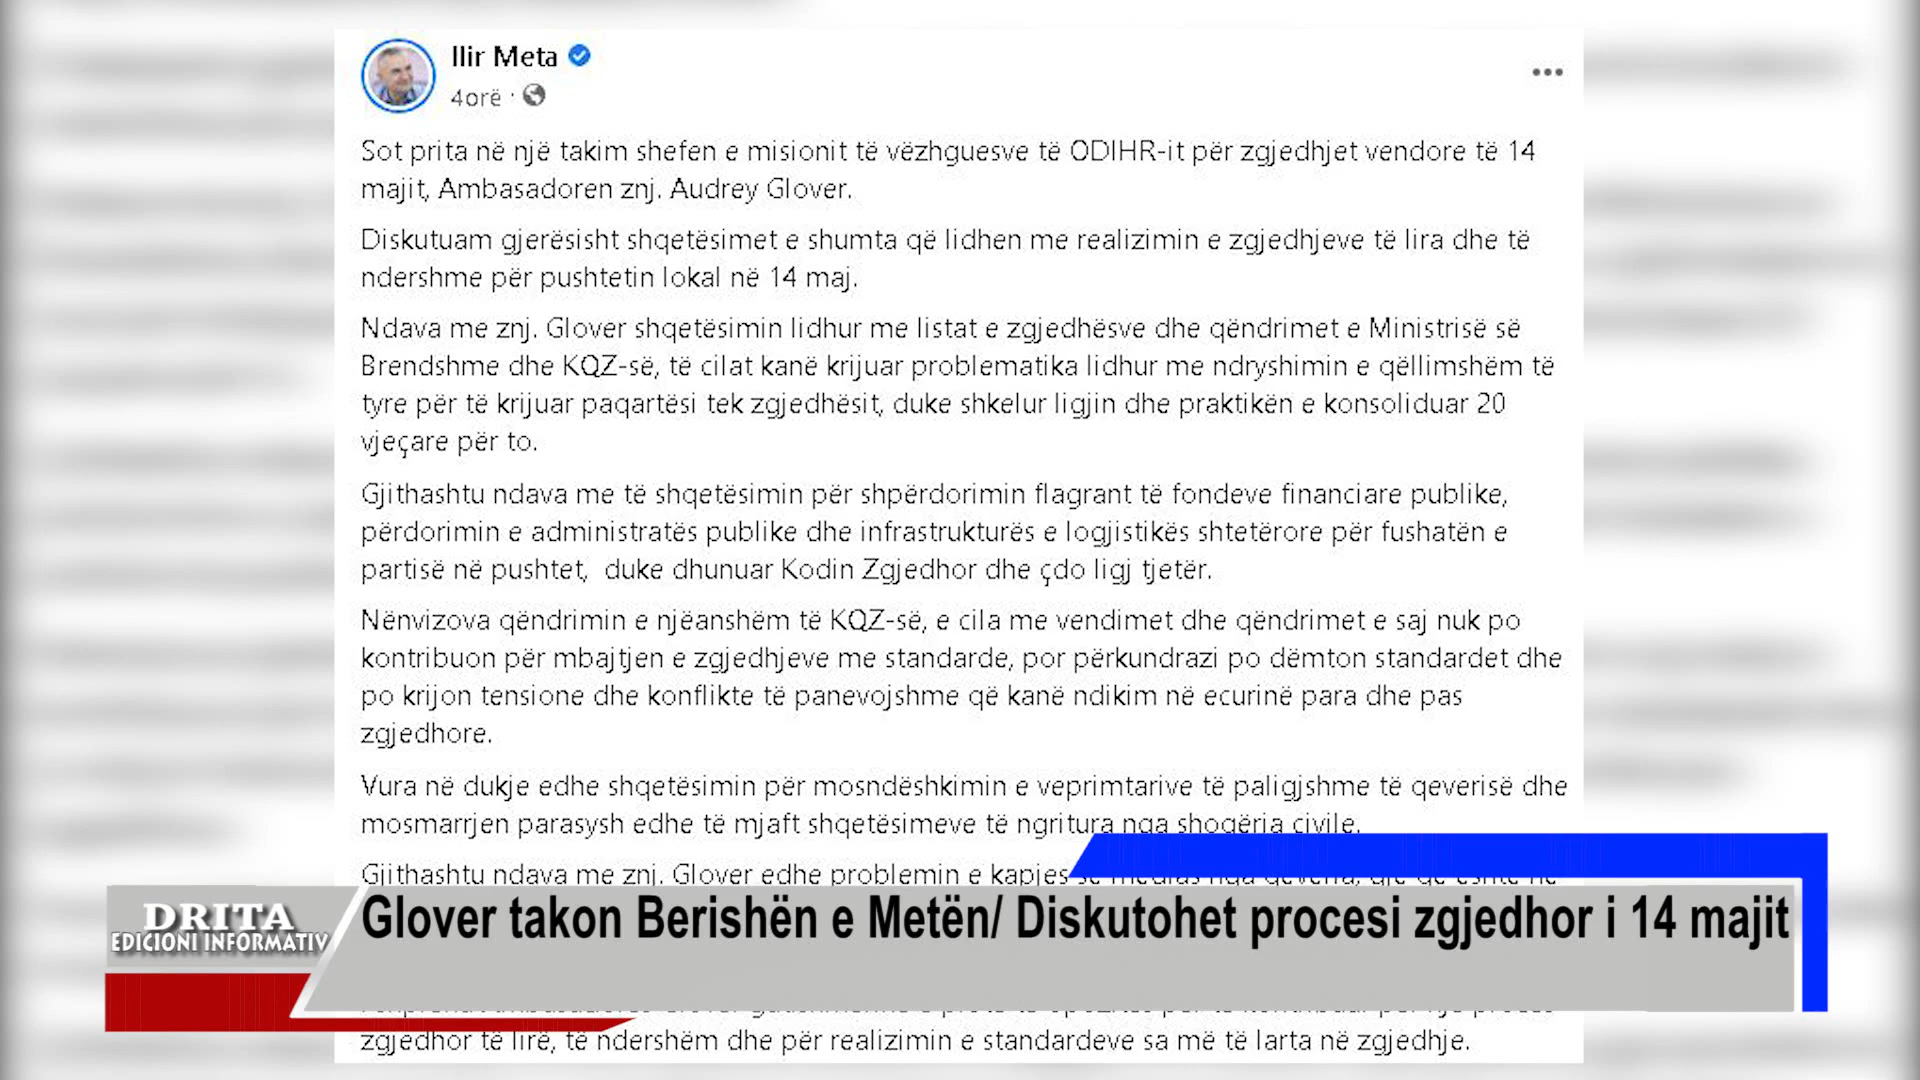 Ilir Meta
4orë ·
Sot prita në një takim shefen e misionit të vëzhguesve të ODIHR-it për zgjedhjet vendore të 14
majit, Ambasadoren znj. Audrey Glover.
Diskutuam gjerësisht shqetësimet e shumta që lidhen me realizimin e zgjedhjeve të lira dhe të
ndershme për pushtetin lokal në 14 maj.
Ndava me znj. Glover shqetësimin lidhur me listat e zgjedhësve dhe qëndrimet e Ministrisë së
Brendshme dhe KQZ-së, të cilat kanë krijuar problematika lidhur me ndryshimin e qëllimshëm të
tyre për të krijuar paqartësi tek zgjedhësit, duke shkelur ligjin dhe praktikën e konsoliduar 20
vjeçare për to.
Gjithashtu ndava me të shqetësimin për shpërdorimin flagrant të fondeve financiare publike,
përdorimin e administratës publike dhe infrastrukturës e logjistikës shtetërore për fushatën e
partisë në pushtet, duke dhunuar Kodin Zgjedhor dhe çdo ligj tjetër.
Nënvizova qëndrimin e njëanshëm të KQZ-së, e cila me vendimet dhe qëndrimet e saj nuk po
kontribuon për mbajtjen e zgjedhjeve me standarde, por përkundrazi po dëmton standardet dhe
po krijon tensione dhe konflikte të panevojshme që kanë ndikim në ecurinë para dhe pas
zgjedhore.
Vura në dukje edhe shqetësimin për mosndëshkimin e veprimtarive të paligjshme të qeverisë dhe
mosmarrjen parasysh edhe të mjaft shqetësimeve të ngritura nga shoqëria civile.
Gjithashtu ndava me znj. Glover edhe problemin e kapjes
DRITA
EDICIONI INFORMATIV
Glover takon Berishën e Metën/ Diskutohet procesi zgjedhor i 14 majit
zgjedhor të lirë, të ndershëm dhe për realizimin e standardeve sa më të larta në zgjedhje.